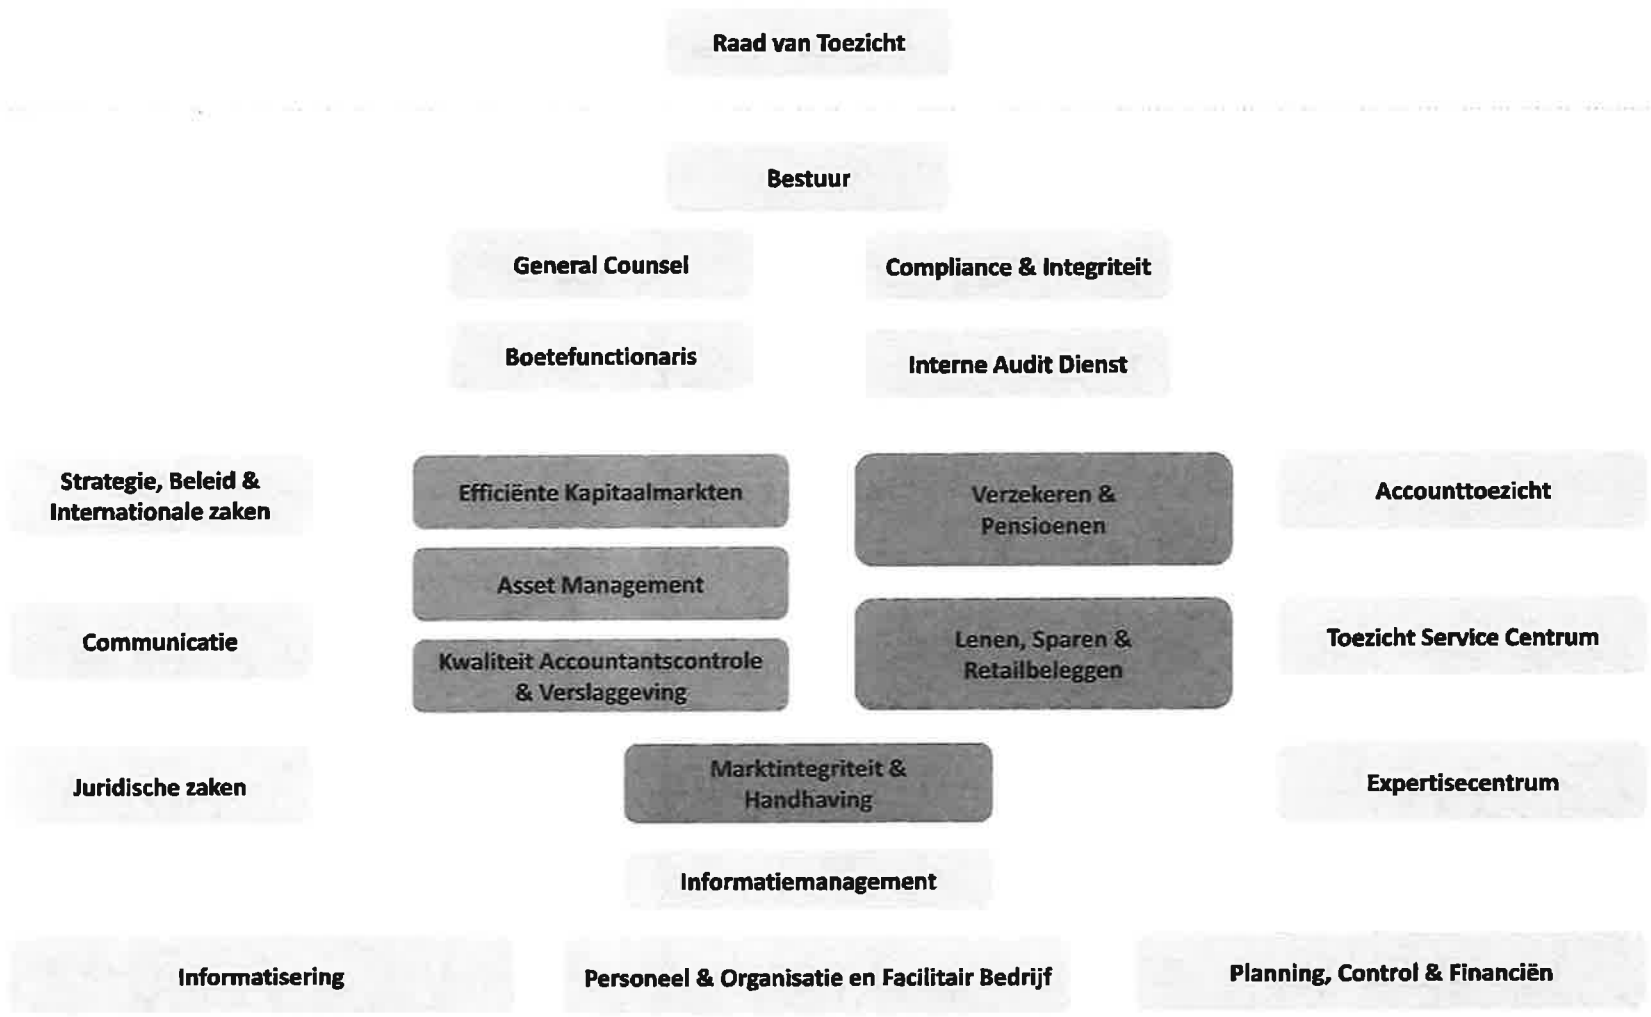 Raad van Toezicht
Bestuur
General Counsel
Compliance & Integriteit
Boetefunctionaris
Interne Audit Dienst
Strategie, Beleid &
Internationale zaken
Efficiënte Kapitaalmarkten
Verzekeren &
Pensioenen
Accounttoezicht
Asset Management
Communicatie
Kwaliteit Accountantscontrole
& Verslaggeving
Lenen, Sparen &
Retailbeleggen
Toezicht Service Centrum
Juridische zaken
Marktintegriteit &
Handhaving
Expertisecentrum
Informatiemanagement
Informatisering
Personeel & Organisatie en Facilitair Bedrijf
Planning, Control & Financiën